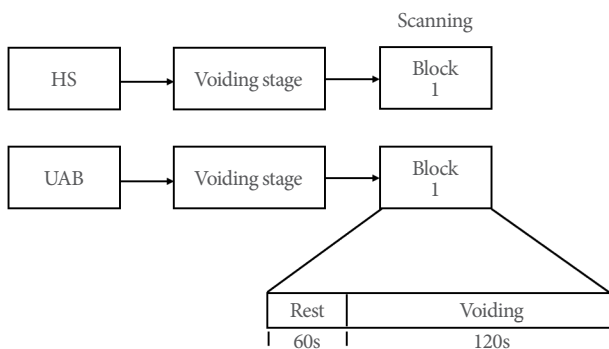 Scanning
HS
Voiding stage
Block
1
UAB
Voiding stage
Block
1
Rest
Voiding
60s
120s